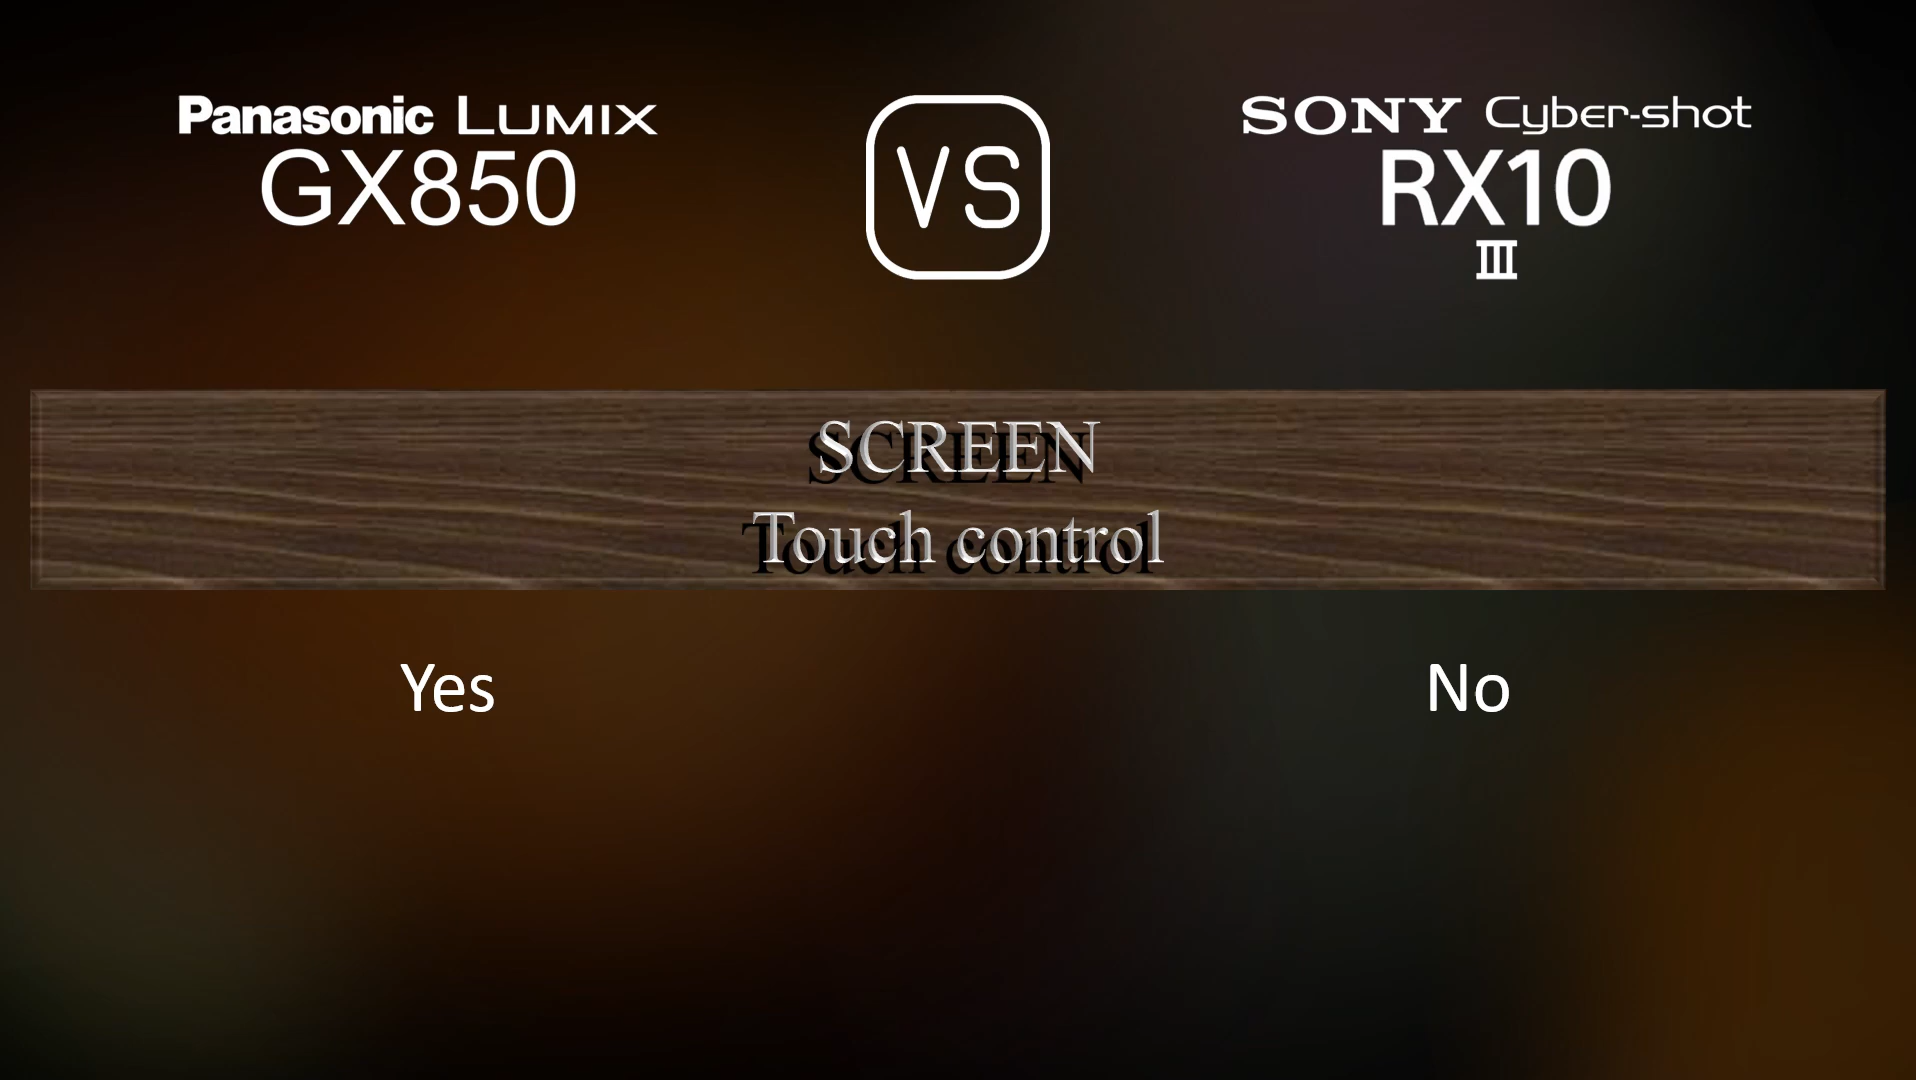 Panasonic LUMIX
GX850
VS
SONY Cyber-shot
RX10
III
SCREEN
Touch control
Yes
No